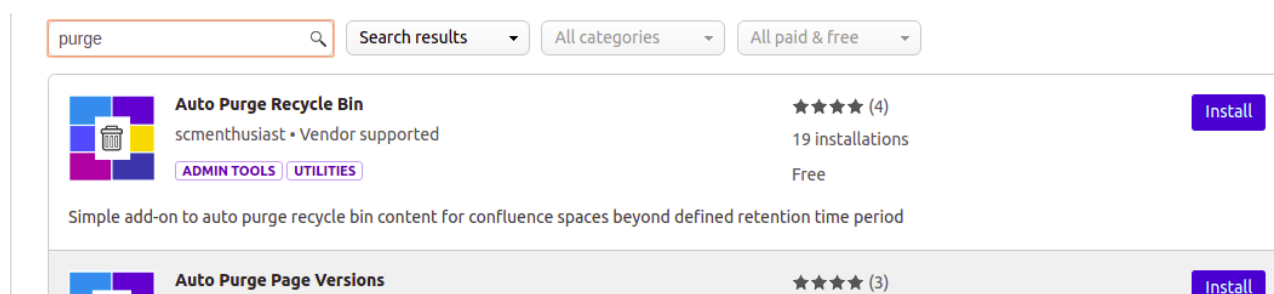 purge
Search results
All categories
All paid & free
Auto Purge Recycle Bin
(4)
Install
scmenthusiast • Vendor supported
19 installations
ADMIN TOOLS UTILITIES
Free
Simple add-on to auto purge recycle bin content for confluence spaces beyond defined retention time period
Auto Purge Page Versions
(3)
Install